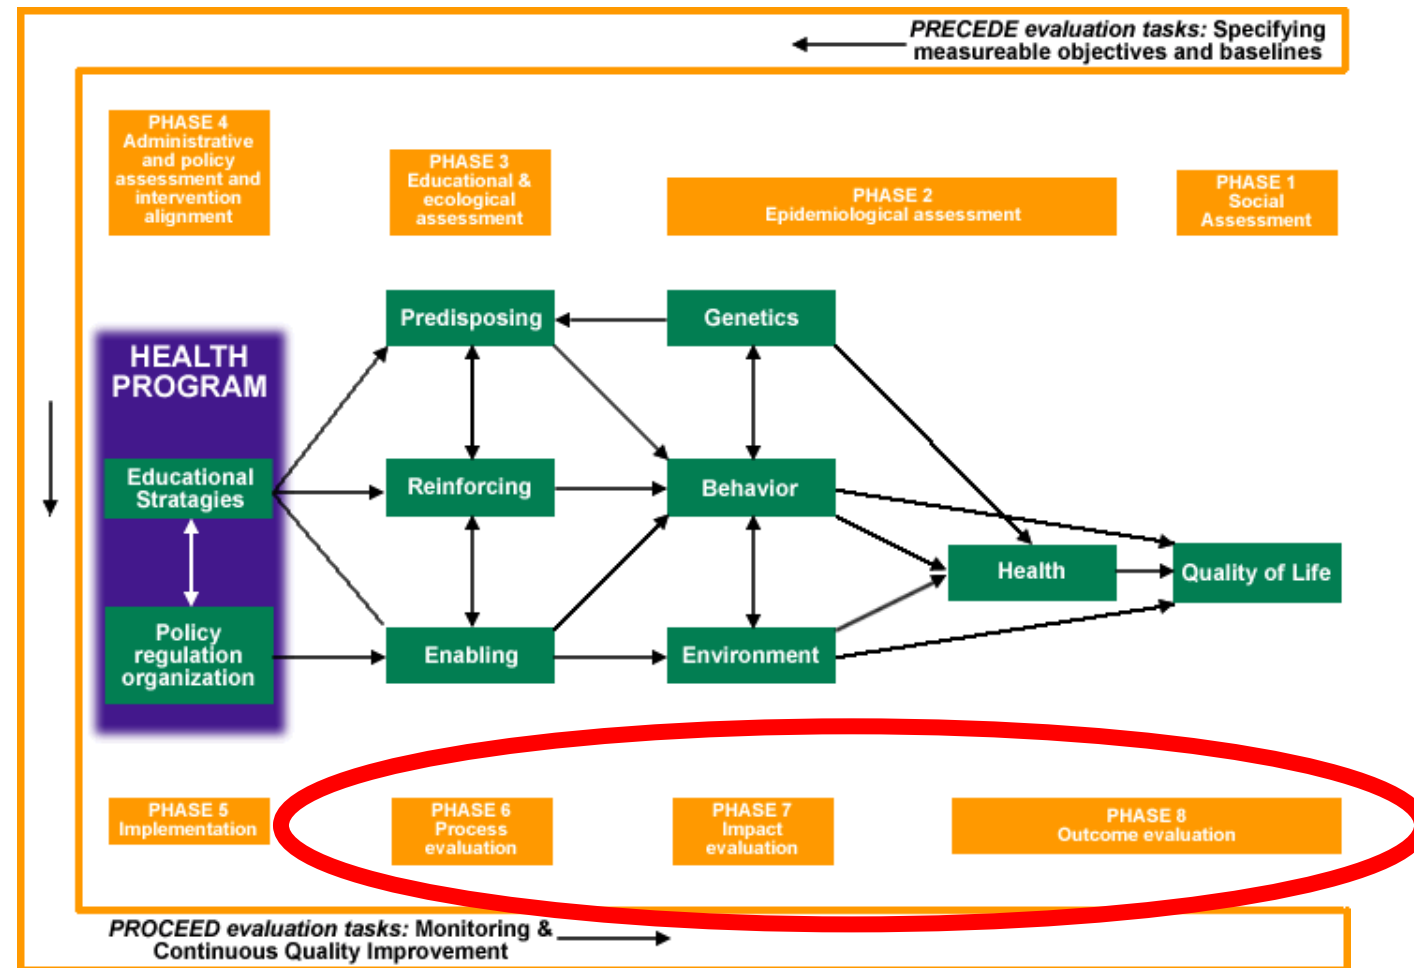 PRECEDE evaluation tasks: Specifying
measureable objectives and baselines
PHASE 4
Administrative
and policy
assessment and
intervention
alignment
PHASE 3
Educational &
ecological
assessment
PHASE 2
Epidemiological assessment
PHASE 1
Social
Assessment
HEALTH
PROGRAM
Educational
Stratagies
Policy
regulation
organization
Predisposing
Reinforcing
Enabling
Genetics
Behavior
Environment
Health
Quality of Life
PHASE 5
Implementation
PHASE 6
Process
evaluation
PHASE 7
Impact
evaluation
PHASE 8
Outcome evaluation
PROCEED evaluation tasks: Monitoring &
Continuous Quality Improvement